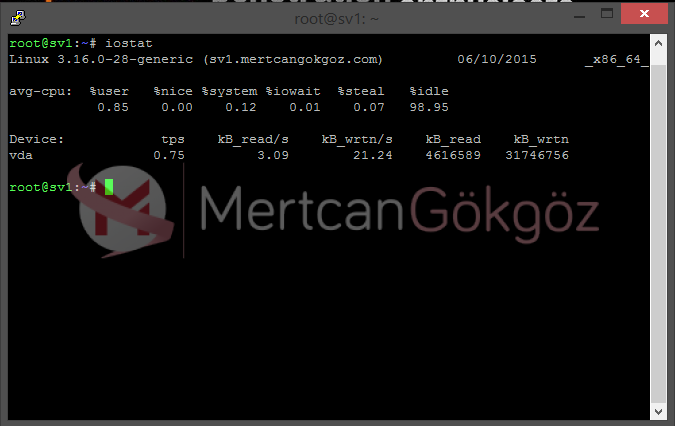 root@sv1: ~
root@sv1:~# iostat
Linux 3.16.0-28-generic (sv1.mertcangokgoz.com) 06/10/2015 _x86_64_
avg-cpu: %user %nice %system %iowait %steal %idle
0.85 0.00 0.12 0.01 0.07 98.95
Device: tps kB_read/s kB_wrtn/s kB_read kB_wrtn
vda 0.75 3.09 21.24 4616589 31746756
root@sv1:~#
MertcanGökgöz